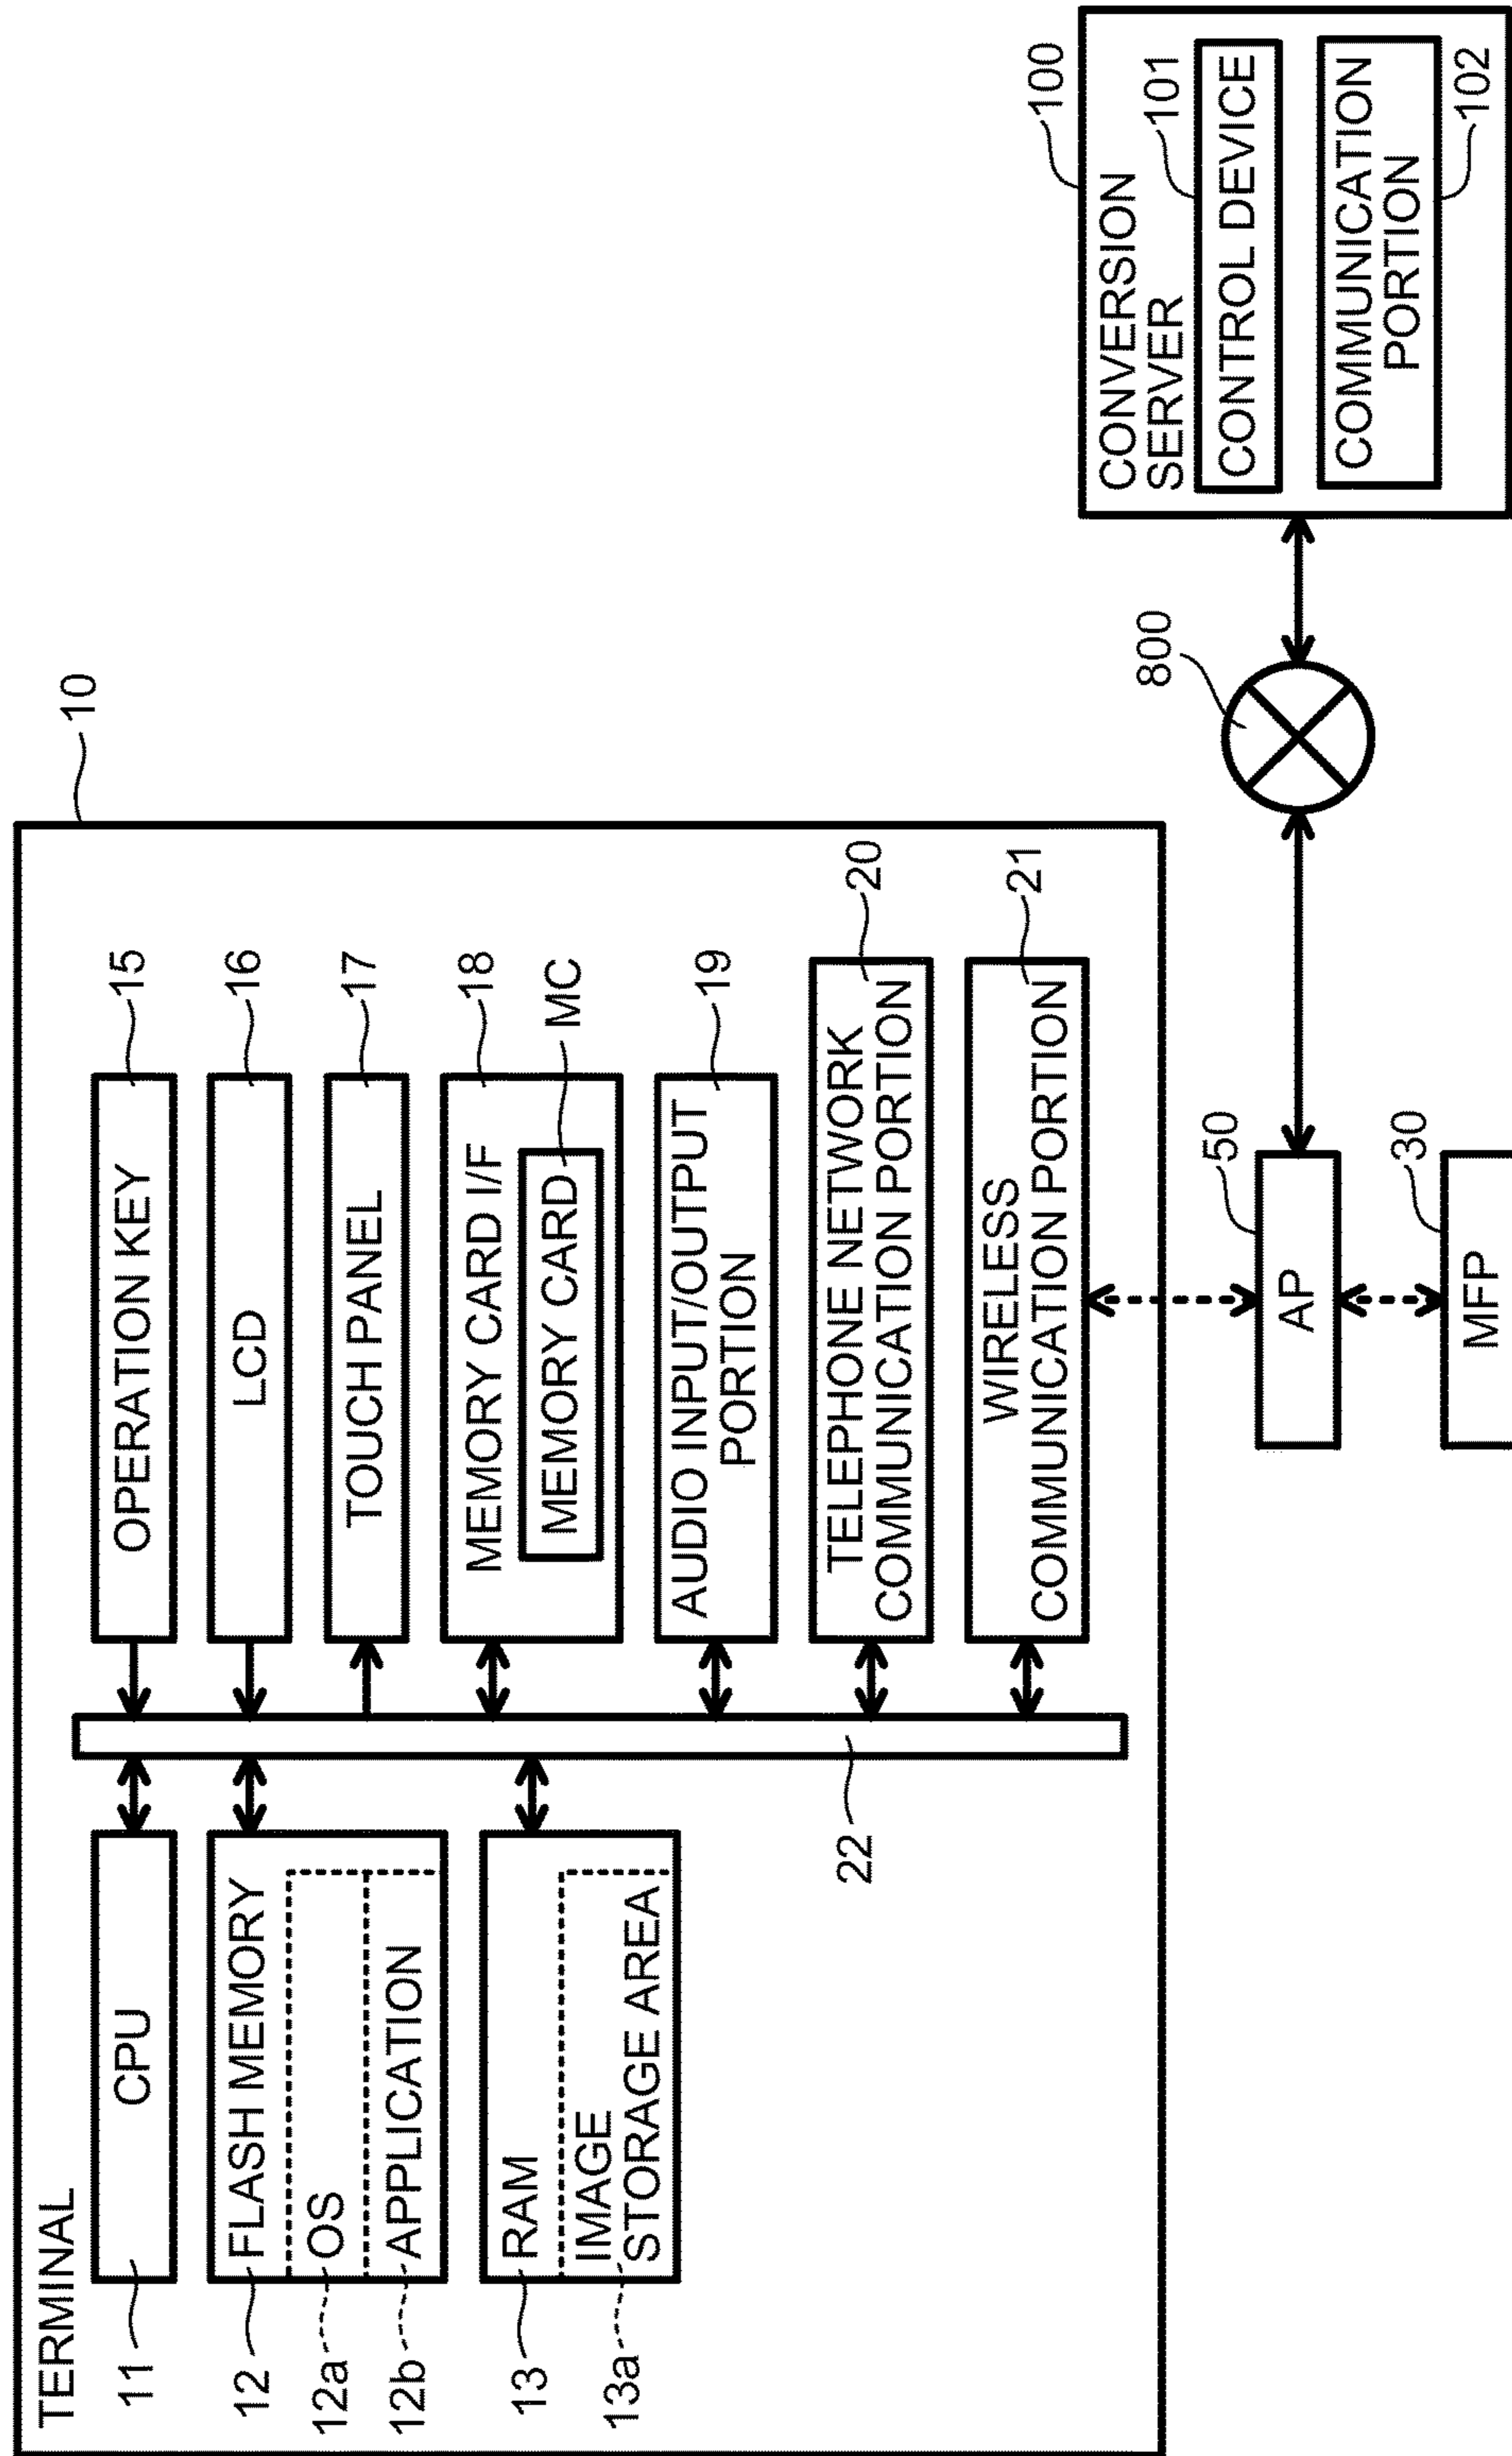 TERMINAL
10
11
CPU
12
FLASH MEMORY
12a
OS
12b
APPLICATION
13
RAM
13a
IMAGE
STORAGE AREA
22
OPERATION KEY
15
LCD
16
TOUCH PANEL
17
MEMORY CARD I/F
18
MEMORY CARD
MC
AUDIO INPUT/OUTPUT
PORTION
19
TELEPHONE NETWORK
COMMUNICATION PORTION
20
WIRELESS
COMMUNICATION PORTION
21
AP
50
MFP
30
800
CONVERSION
SERVER
100
CONTROL DEVICE
101
COMMUNICATION
PORTION
102